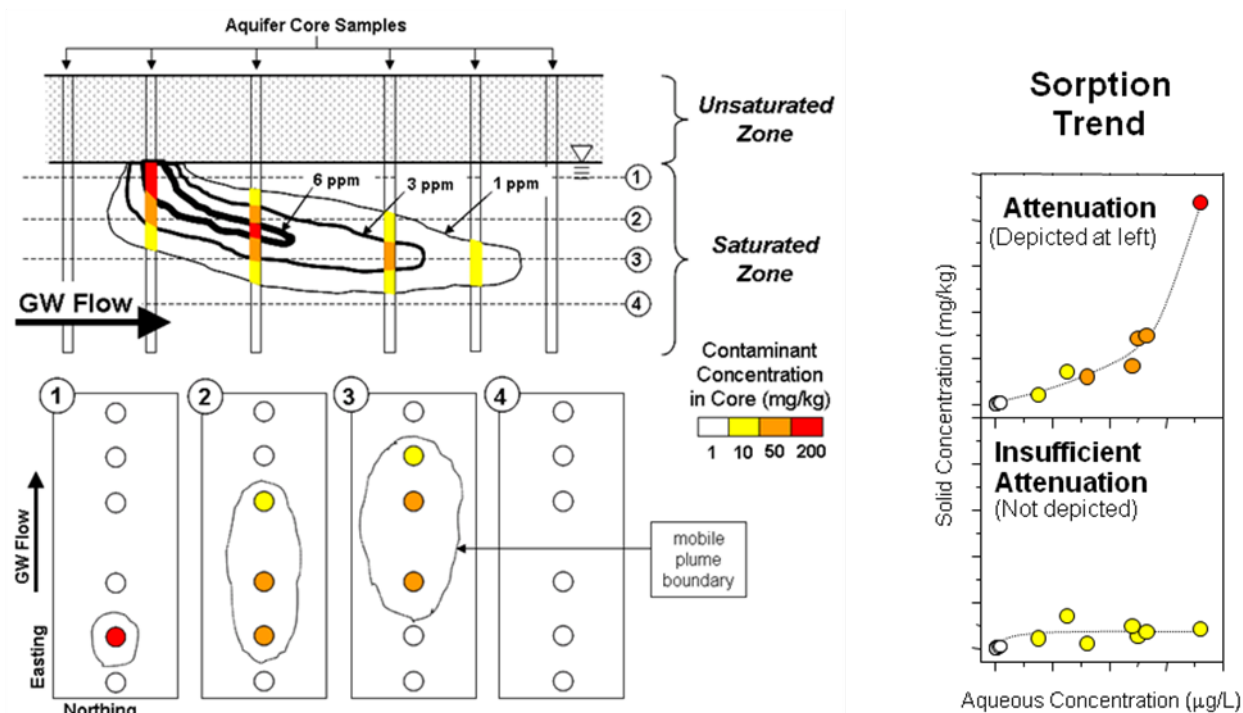 Aquifer Core Samples
Unsaturated
Zone
6 ppm
3 ppm
1 ppm
1
2
3
4
Saturated
Zone
GW Flow
Contaminant
Concentration
in Core (mg/kg)
1 10 50 200
1
2
3
4
GW Flow
Easting
Northing
mobile
plume
boundary
Sorption
Trend
Attenuation
(Depicted at left)
Insufficient
Attenuation
(Not depicted)
Solid Concentration (mg/kg)
Aqueous Concentration (µg/L)